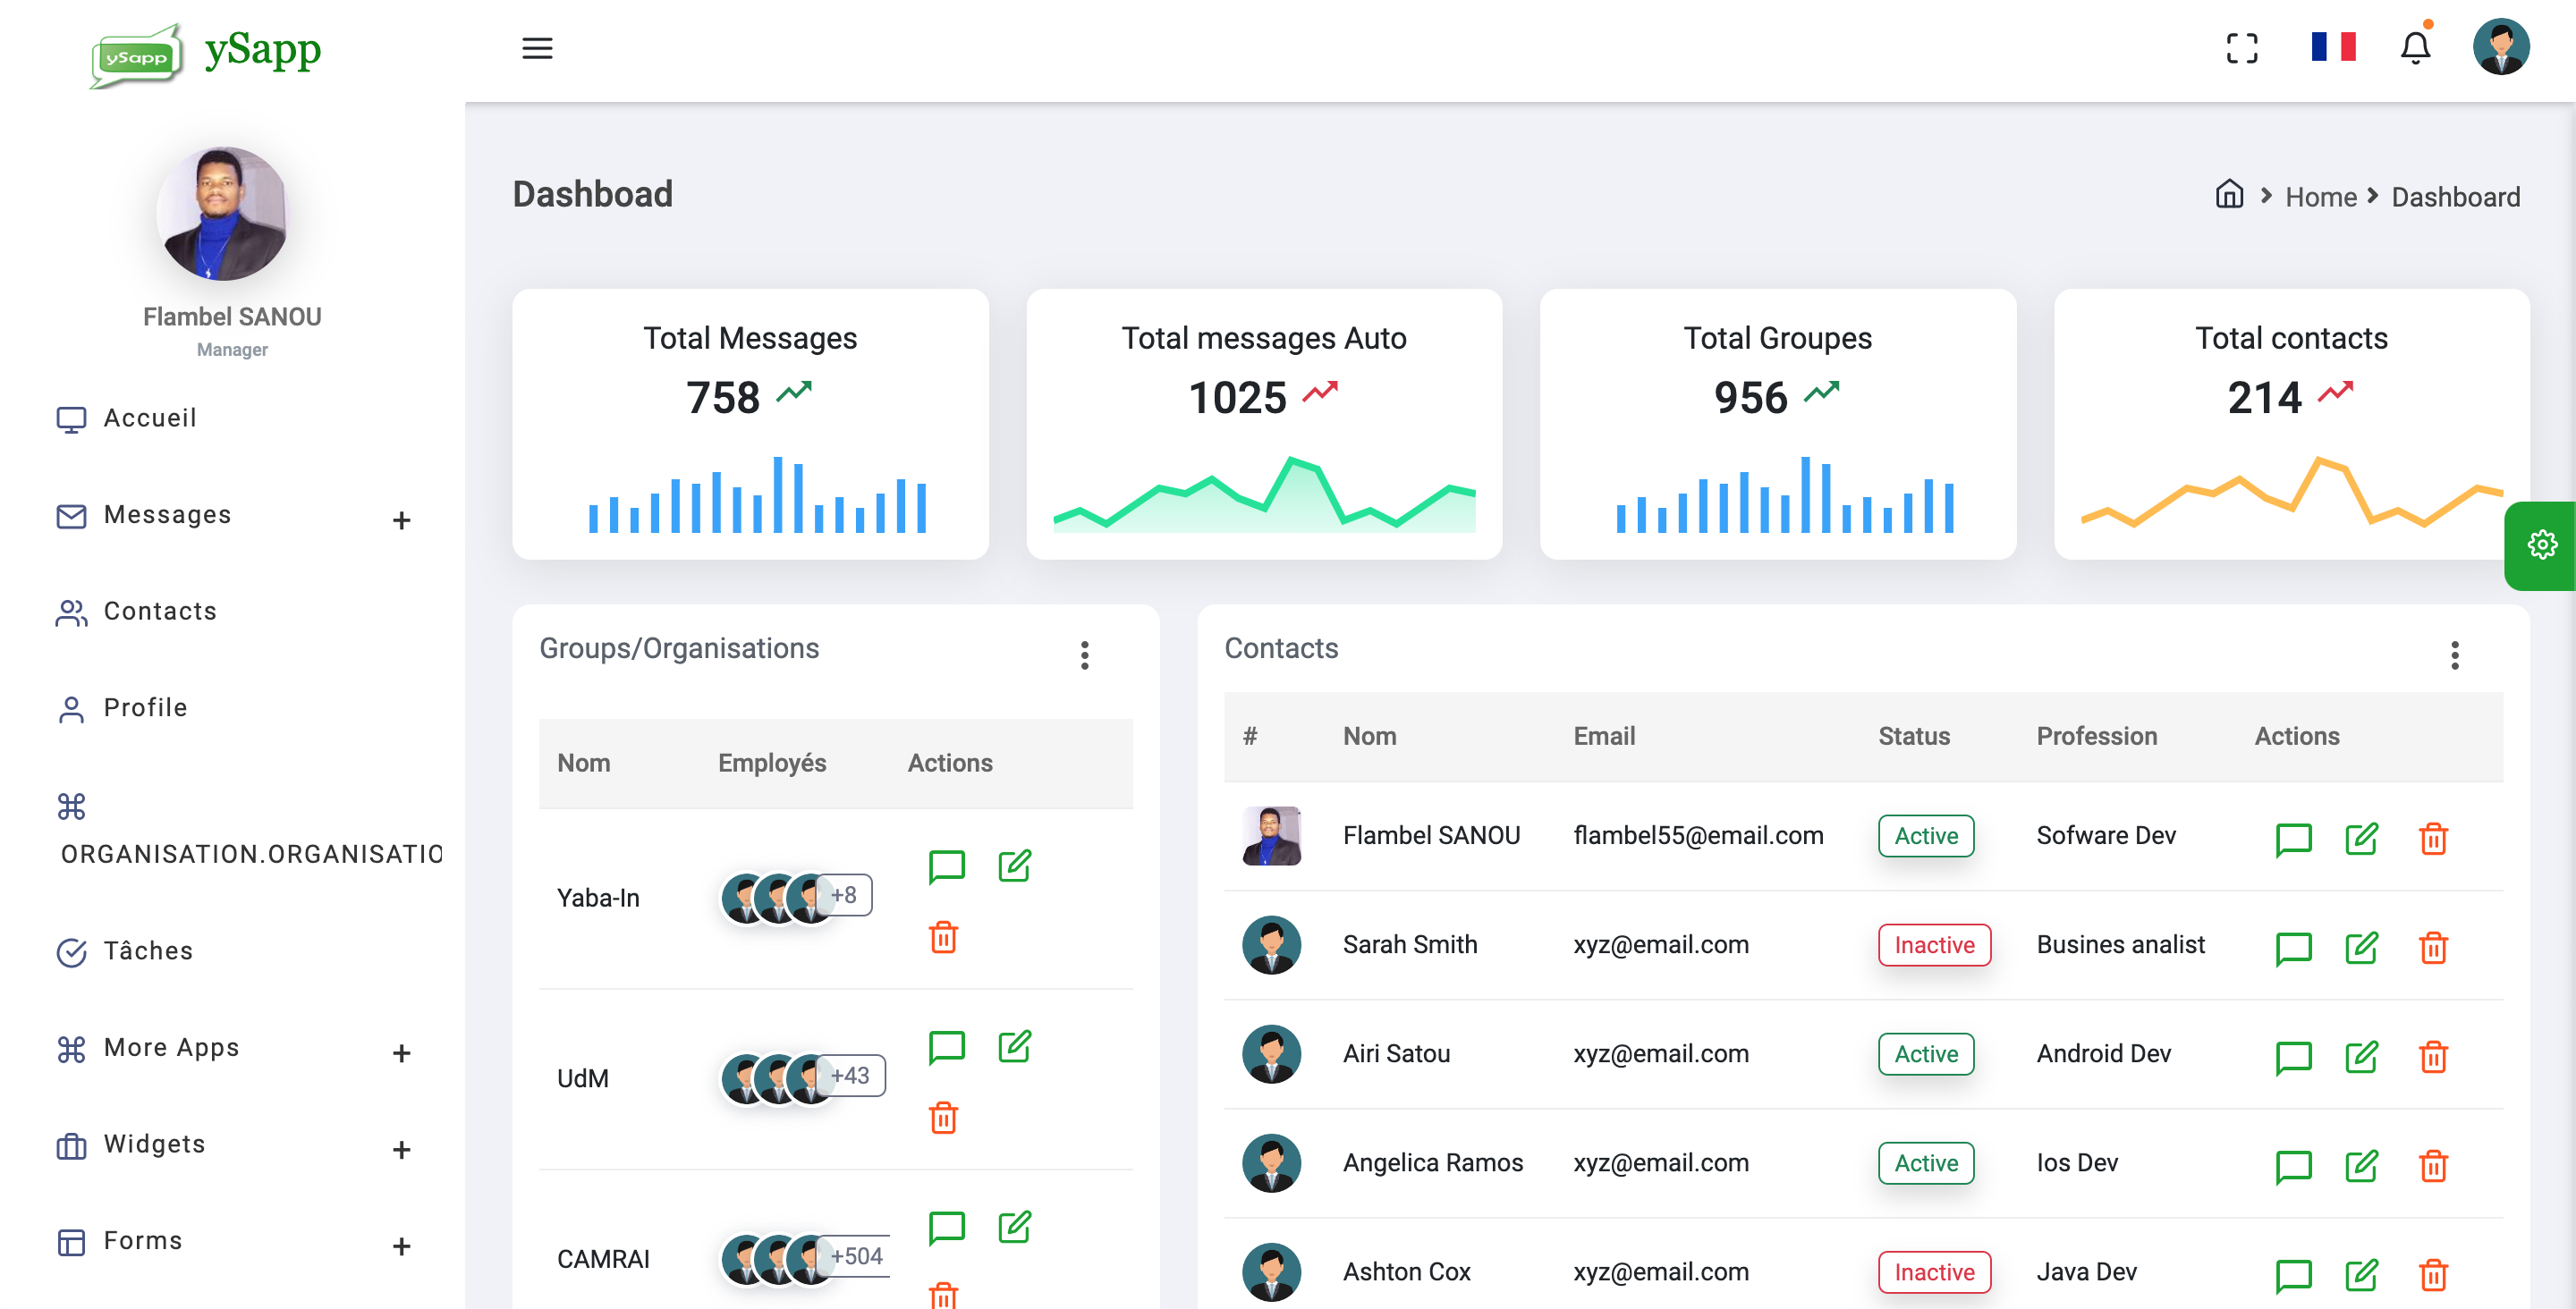 ySapp ySapp
Flambel SANOU
Manager
Accueil
Messages +
Contacts
Profile
ORGANISATION.ORGANISATIO
Tâches
More Apps +
Widgets +
Forms +
Dashboad
Home Dashboard
Total Messages
758
Total messages Auto
1025
Total Groupes
956
Total contacts
214
Groups/Organisations
Nom Employés Actions
Yaba-In +8
UdM +43
CAMRAI +504
Contacts
# Nom Email Status Profession Actions
Flambel SANOU flambel55@email.com Active Sofware Dev
Sarah Smith xyz@email.com Inactive Busines analist
Airi Satou xyz@email.com Active Android Dev
Angelica Ramos xyz@email.com Active Ios Dev
Ashton Cox xyz@email.com Inactive Java Dev